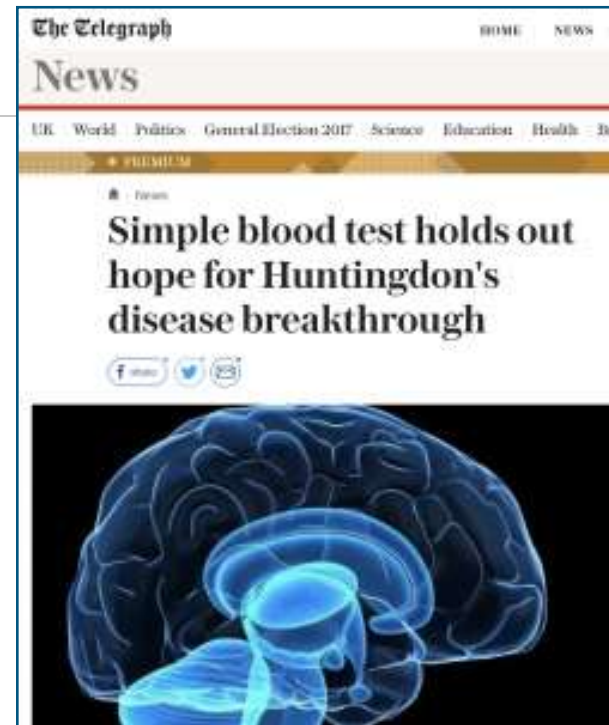 The Telegraph
HOME NEWS
News
UK World Politics General Election 2017 Science Education Health
PREMIUM
News
Simple blood test holds out
hope for Huntingdon's
disease breakthrough
f share